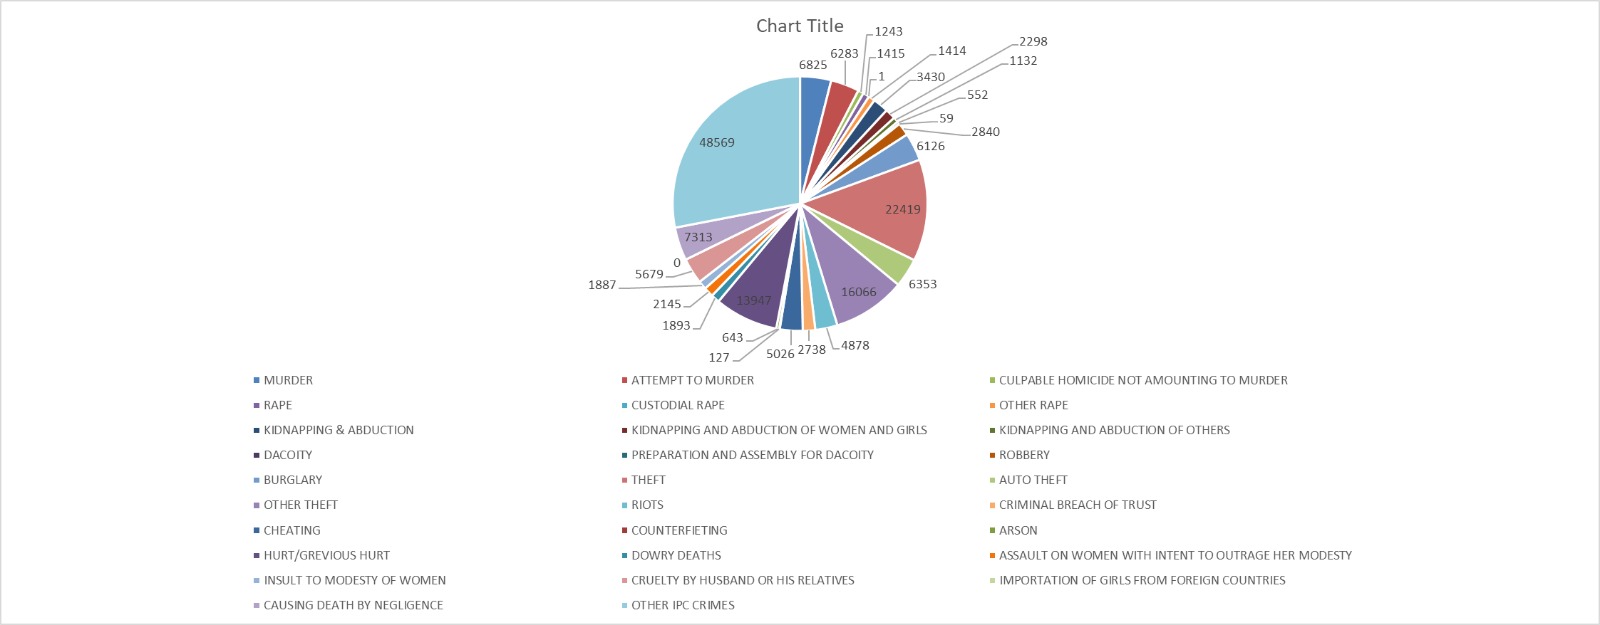 Chart Title
6825
6283
1243
1415
1
1414
3430
2298
1132
552
59
2840
6126
22419
6353
16066
4878
2738
5026
127
643
13947
1893
2145
1887
5679
0
7313
48569
MURDER
ATTEMPT TO MURDER
CULPABLE HOMICIDE NOT AMOUNTING TO MURDER
RAPE
CUSTODIAL RAPE
OTHER RAPE
KIDNAPPING & ABDUCTION
KIDNAPPING AND ABDUCTION OF WOMEN AND GIRLS
KIDNAPPING AND ABDUCTION OF OTHERS
DACOITY
PREPARATION AND ASSEMBLY FOR DACOITY
ROBBERY
BURGLARY
THEFT
AUTO THEFT
OTHER THEFT
RIOTS
CRIMINAL BREACH OF TRUST
CHEATING
COUNTERFIETING
ARSON
HURT/GREVIOUS HURT
DOWRY DEATHS
ASSAULT ON WOMEN WITH INTENT TO OUTRAGE HER MODESTY
INSULT TO MODESTY OF WOMEN
CRUELTY BY HUSBAND OR HIS RELATIVES
IMPORTATION OF GIRLS FROM FOREIGN COUNTRIES
CAUSING DEATH BY NEGLIGENCE
OTHER IPC CRIMES